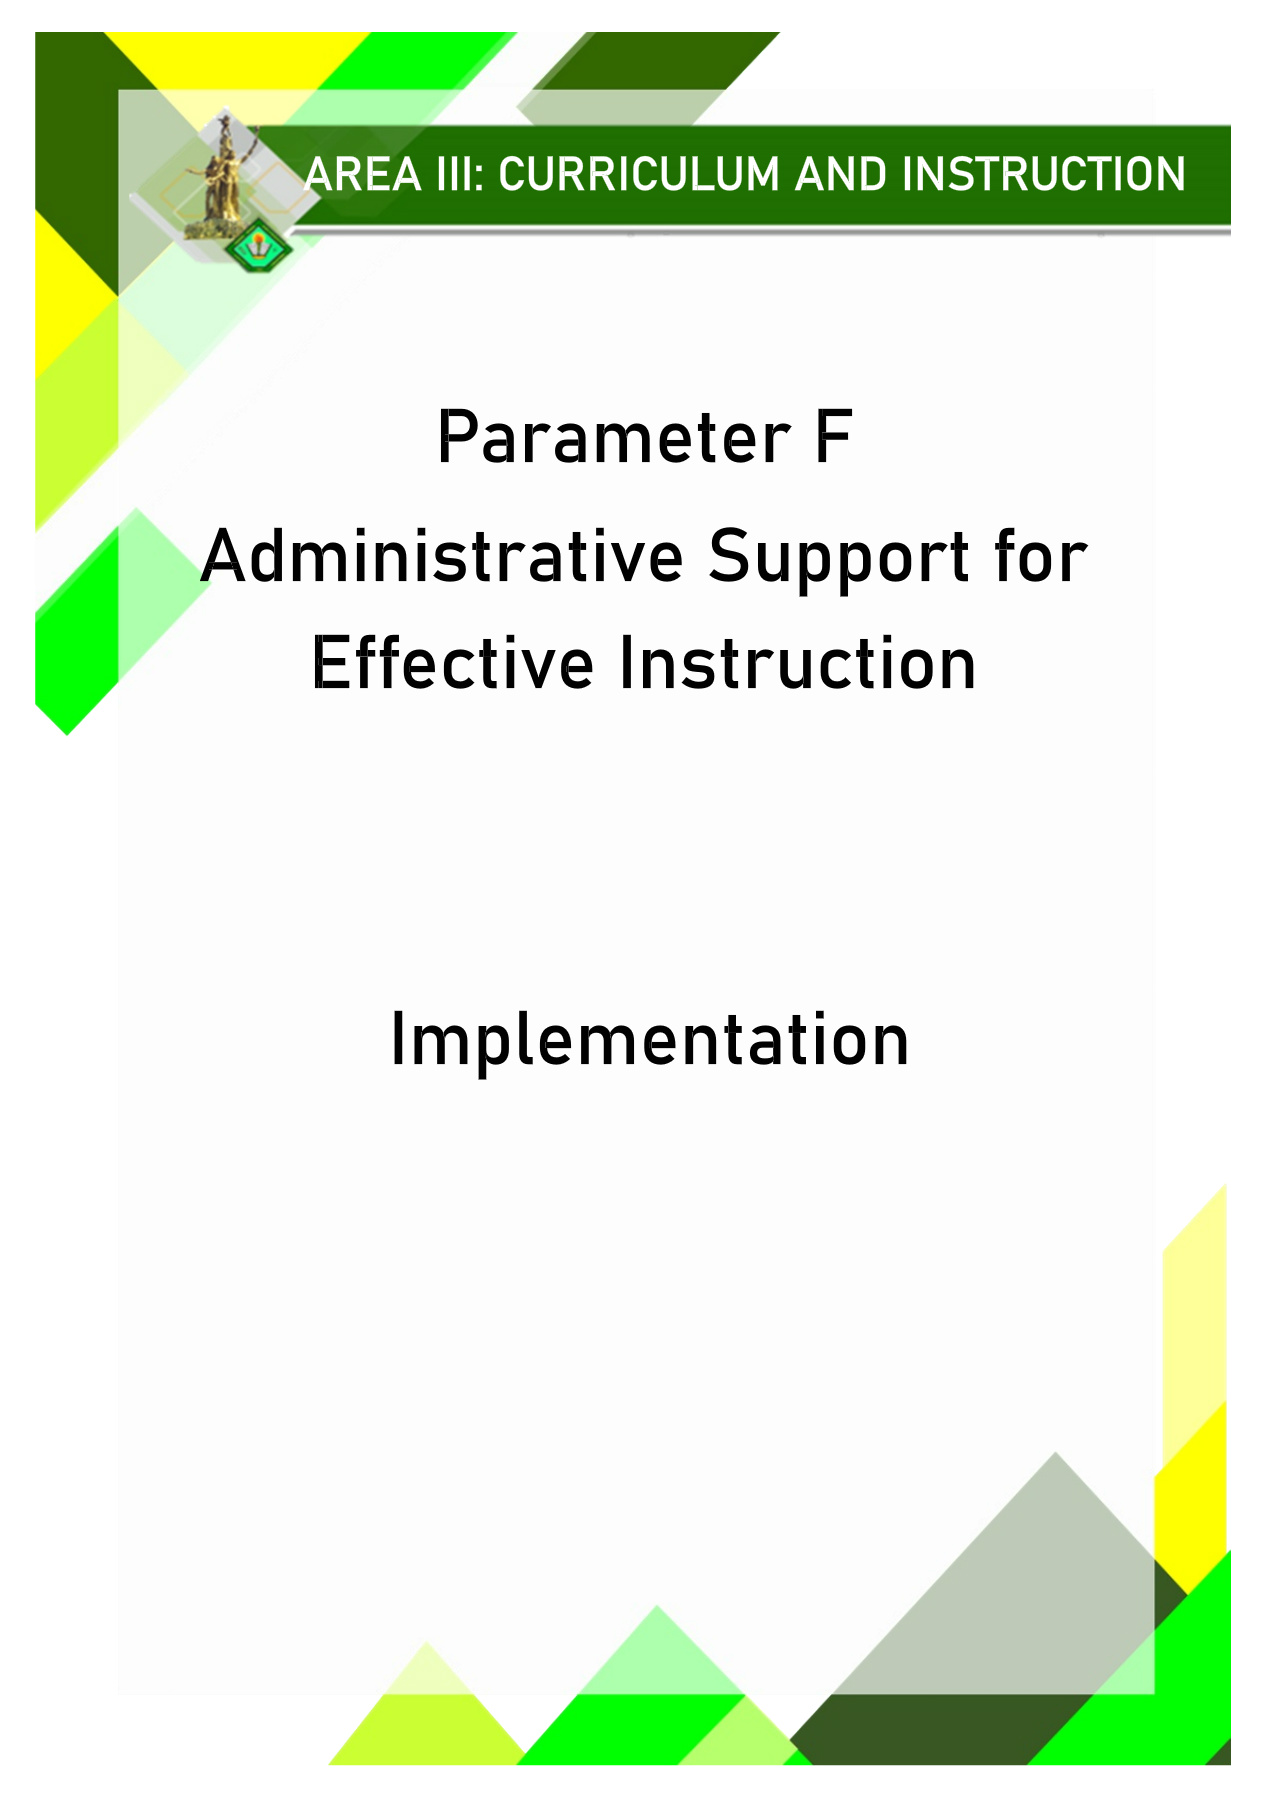 AREA III: CURRICULUM AND INSTRUCTION
Parameter F
Administrative Support for
Effective Instruction
Implementation